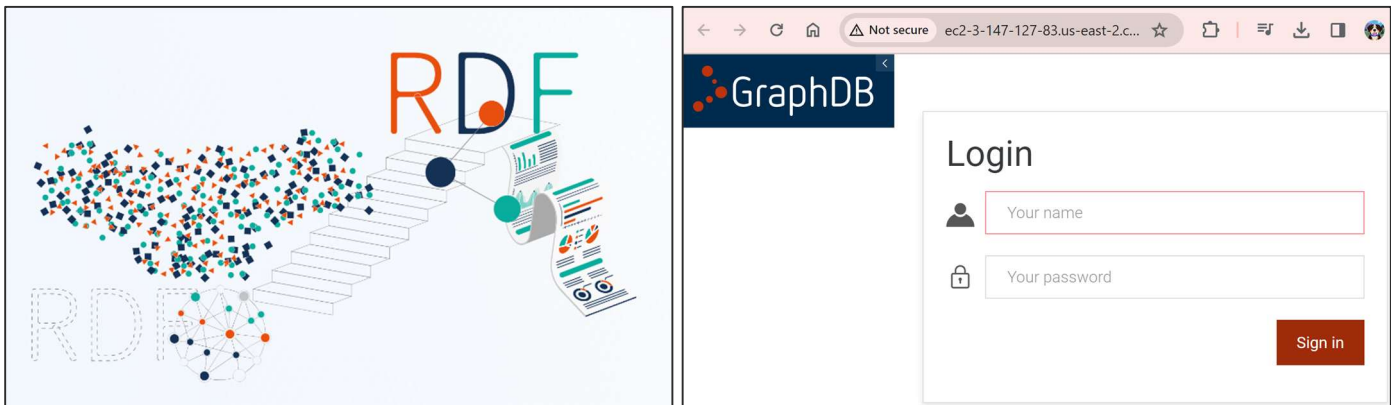 RDF
RDF
Not secure ec2-3-147-127-83.us-east-2.c...
GraphDB
Login
Your name
Your password
Sign in